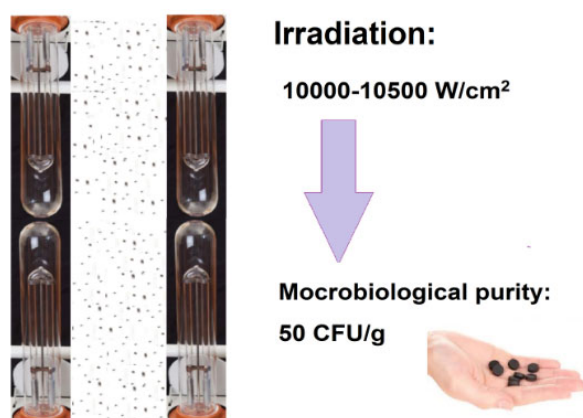 Irradiation:
10000-10500 W/cm²
Mocrobiological purity:
50 CFU/g